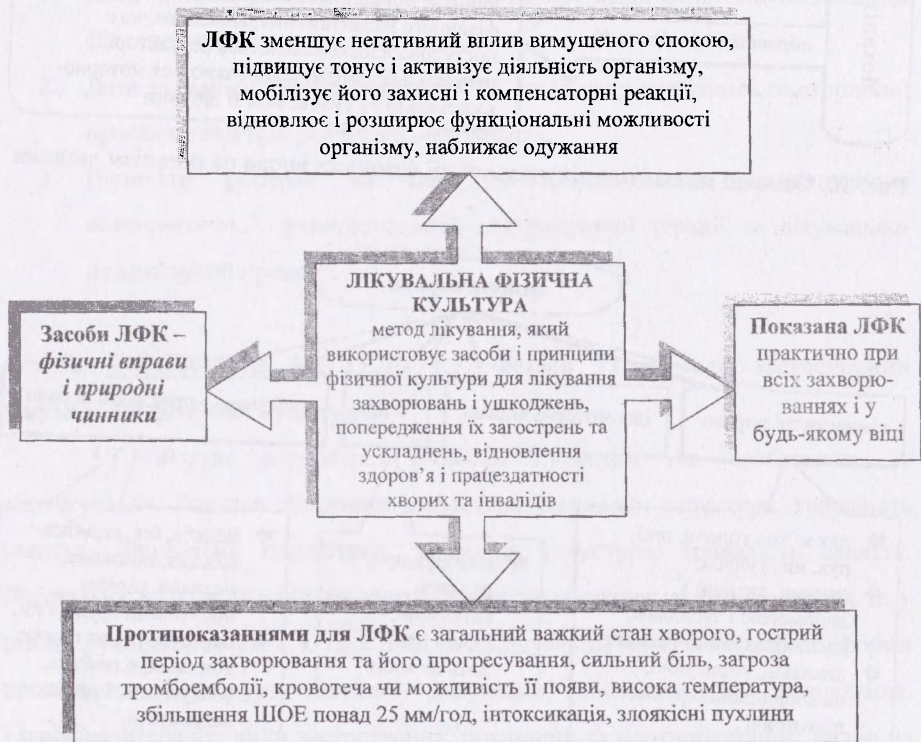 ЛФК зменшує негативний вплив вимушеного спокою,
підвищує тонус і активізує діяльність організму,
мобілізує його захисні і компенсаторні реакції,
відновлює і розширює функціональні можливості
організму, наближає одужання
Засоби ЛФК –
фізичні вправи
і природні
чинники
ЛІКУВАЛЬНА ФІЗИЧНА
КУЛЬТУРА
метод лікування, який
використовує засоби і принципи
фізичної культури для лікування
захворювань і ушкоджень,
попередження їх загострень та
ускладнень, відновлення
здоров’я і працездатності
хворих та інвалідів
Показана ЛФК
практично при
всіх захворю-
ваннях і у
будь-якому віці
Протипоказаннями для ЛФК є загальний важкий стан хворого, гострий
період захворювання та його прогресування, сильний біль, загроза
тромбоемболії, кровотеча чи можливість її появи, висока температура,
збільшення ШОЕ понад 25 мм/год, інтоксикація, злоякісні пухлини